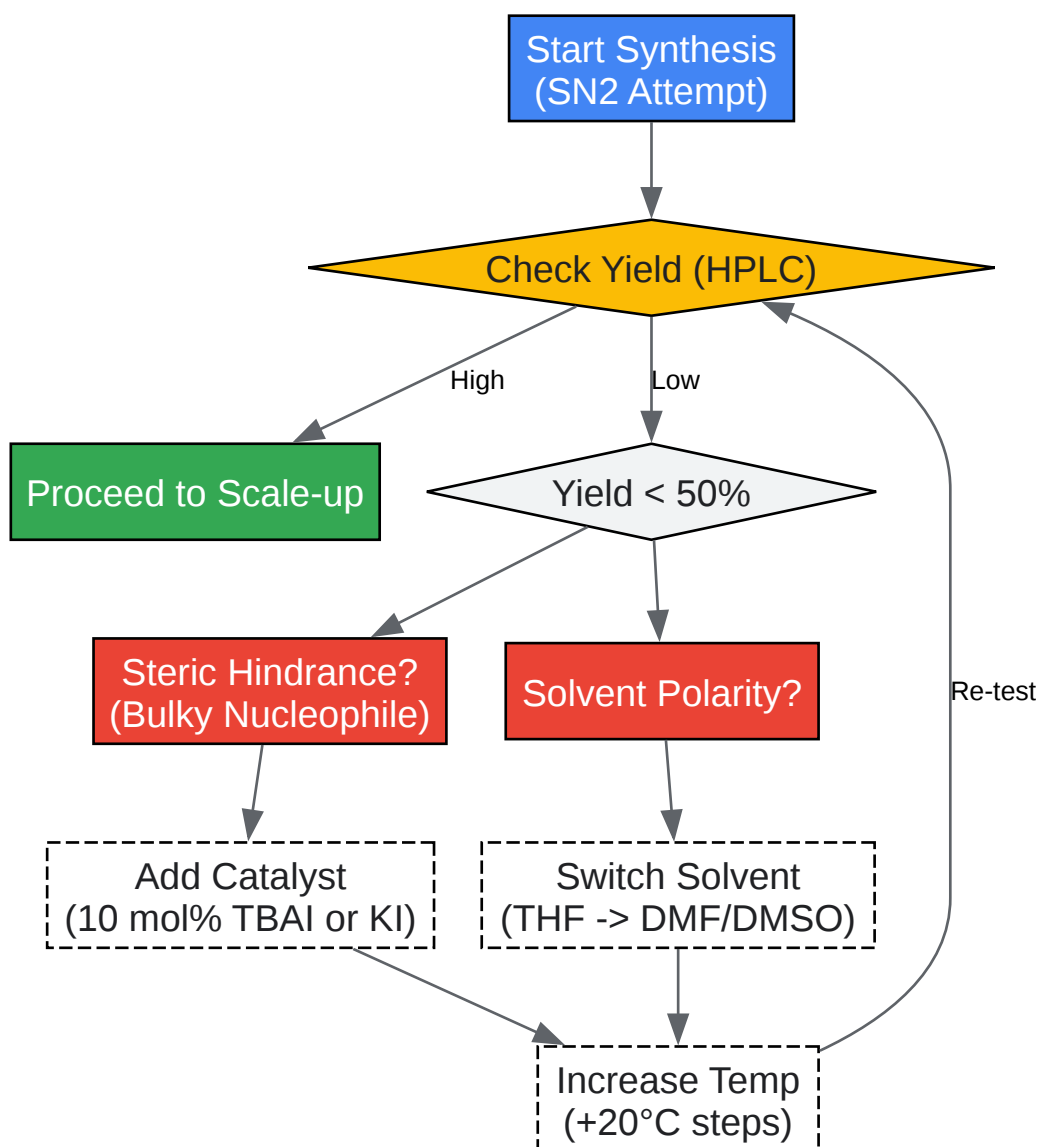 Start Synthesis
(SN2 Attempt)
Check Yield (HPLC)
High
Low
Proceed to Scale-up
Yield < 50%
Steric Hindrance?
(Bulky Nucleophile)
Solvent Polarity?
Re-test
Add Catalyst
(10 mol% TBAI or KI)
Switch Solvent
(THF -> DMF/DMSO)
Increase Temp
(+20°C steps)